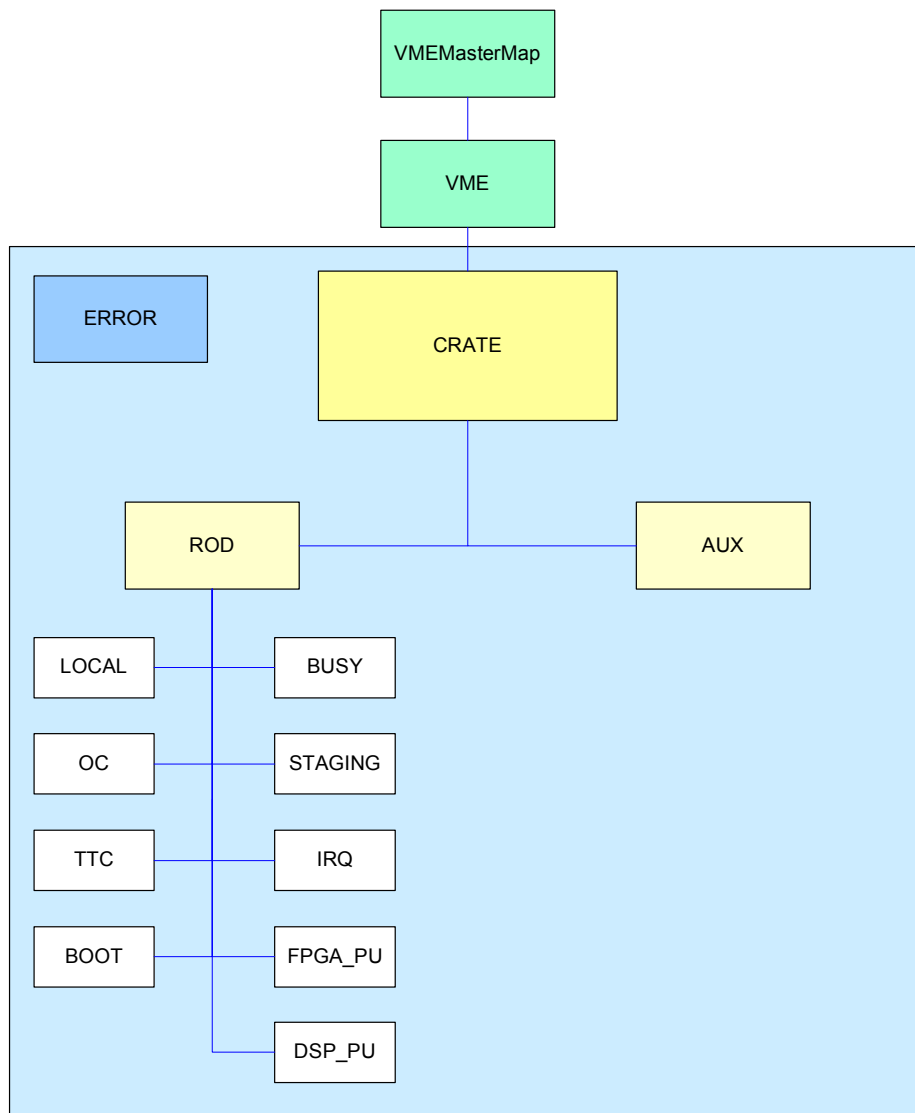 VMEMasterMap
VME
ERROR
CRATE
ROD
AUX
LOCAL
BUSY
OC
STAGING
TTC
IRQ
BOOT
FPGA_PU
DSP_PU